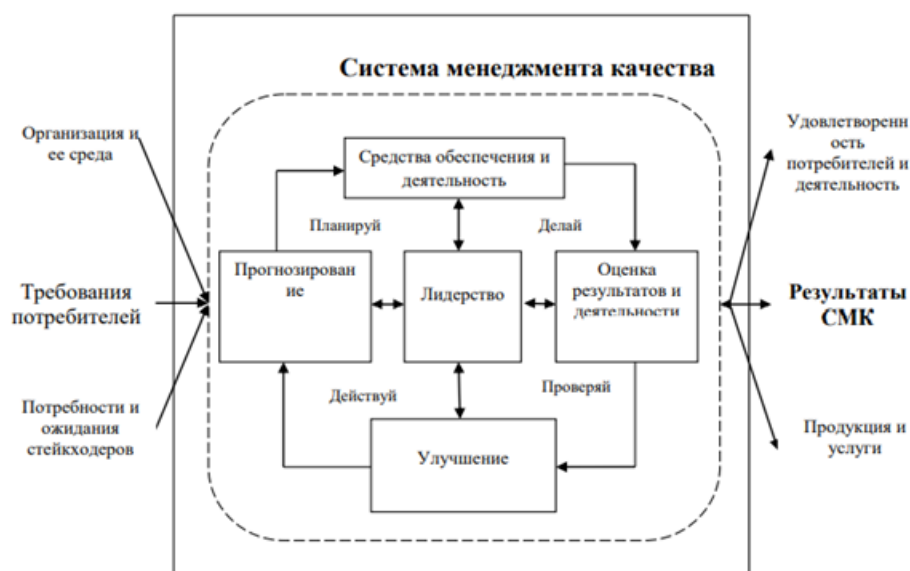 Система менеджмента качества
Организация и
ее среда
Требования
потребителей
Потребности и
ожидания
стейкходеров
Средства обеспечения и
деятельность
Планируй
Делай
Прогнозирован
ие
Лидерство
Оценка
результатов и
деятельности
Действуй
Проверяй
Улучшение
Удовлетворенн
ость
потребителей и
деятельность
Результаты
СМК
Продукция и
услуги